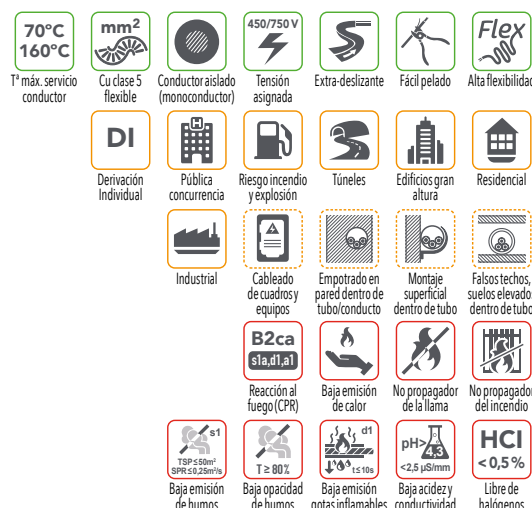 70°C
160°C
mm²
450/750 V
Flex
Tª máx. servicio
conductor
Cu clase 5
flexible
Conductor aislado
(monoconductor)
Tensión
asignada
Extra-deslizante
Fácil pelado
Alta flexibilidad
DI
H
Derivación
Individual
Pública
concurrencia
Riesgo incendio
y explosión
Túneles
Edificios gran
altura
Residencial
Industrial
Cableado
de cuadros y
equipos
Empotrado en
pared dentro de
tubo/conducto
Montaje
superficial
dentro de tubo
Falsos techos,
suelos elevados
dentro de tubo
B2ca
s1a,d1,a1
Reacción al
fuego (CPR)
Baja emisión
de calor
No propagador
de la llama
No propagador
del incendio
s1
TSP≤50m²
SPR≤0,25m²/s
T≥80%
d1
t≤10s
pH>
4,3
<2,5 µS/mm
HCI
<0,5%
Baja emisión
de humos
Baja opacidad
de humos
Baja emisión
gotas inflamables
Baja acidez y
conductividad
Libre de
halógenos